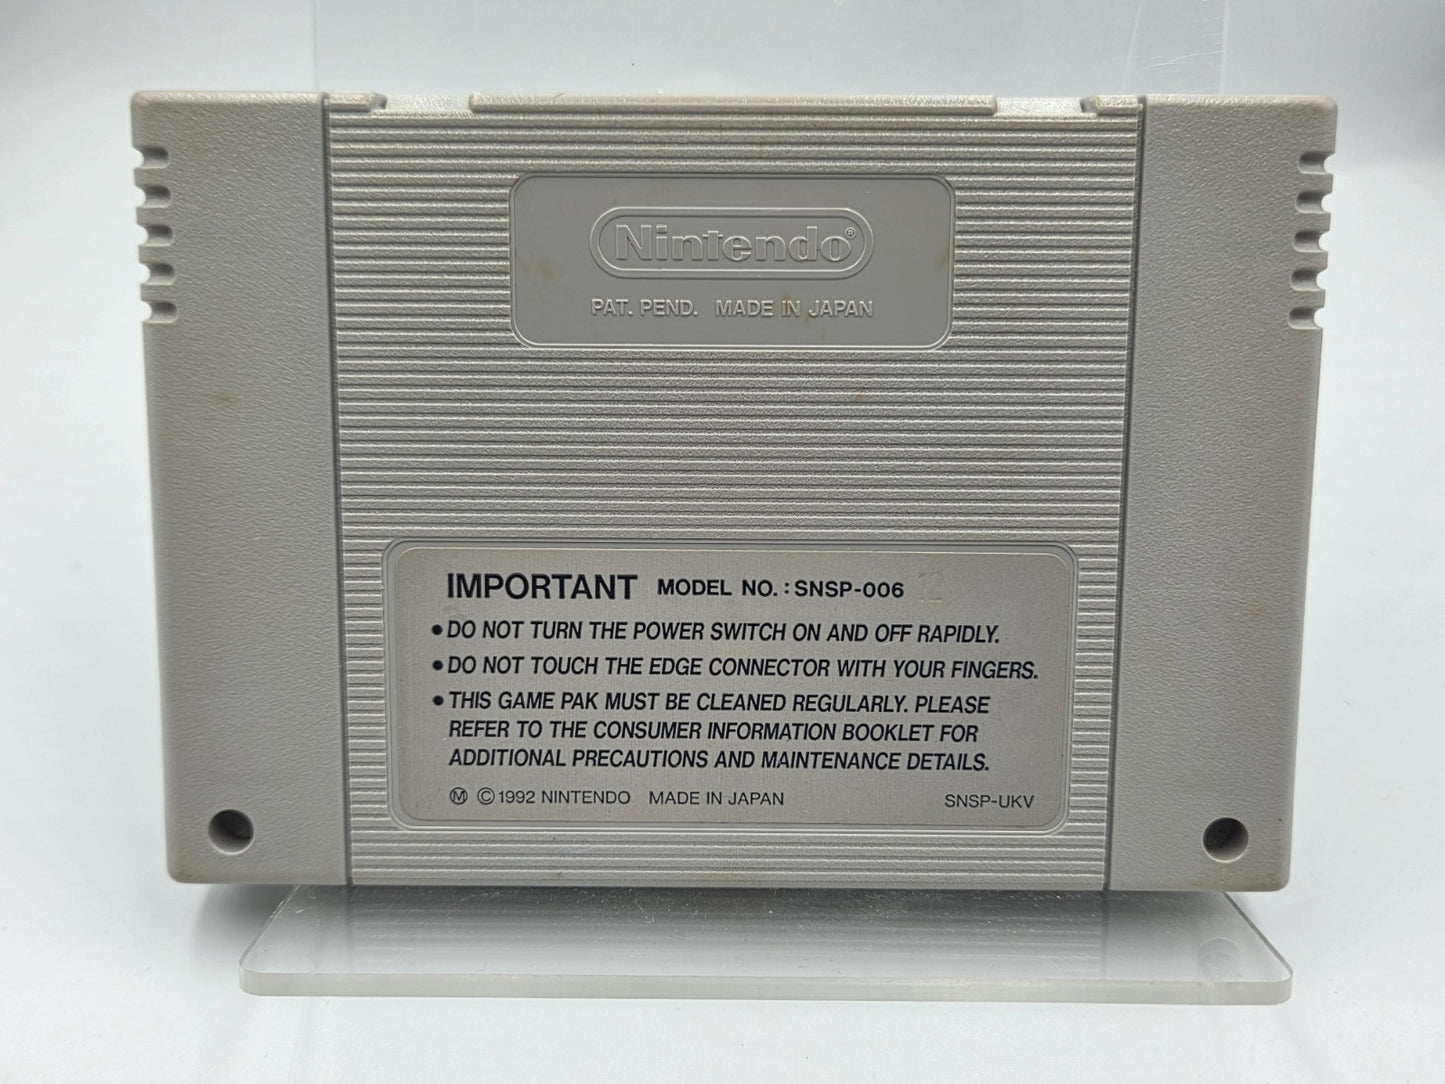 Nintendo®
PAT. PEND. MADE IN JAPAN
IMPORTANT MODEL NO.: SNSP-006 12
• DO NOT TURN THE POWER SWITCH ON AND OFF RAPIDLY.
• DO NOT TOUCH THE EDGE CONNECTOR WITH YOUR FINGERS.
• THIS GAME PAK MUST BE CLEANED REGULARLY. PLEASE
REFER TO THE CONSUMER INFORMATION BOOKLET FOR
ADDITIONAL PRECAUTIONS AND MAINTENANCE DETAILS.
Ⓜ © 1992 NINTENDO MADE IN JAPAN SNSP-UKV